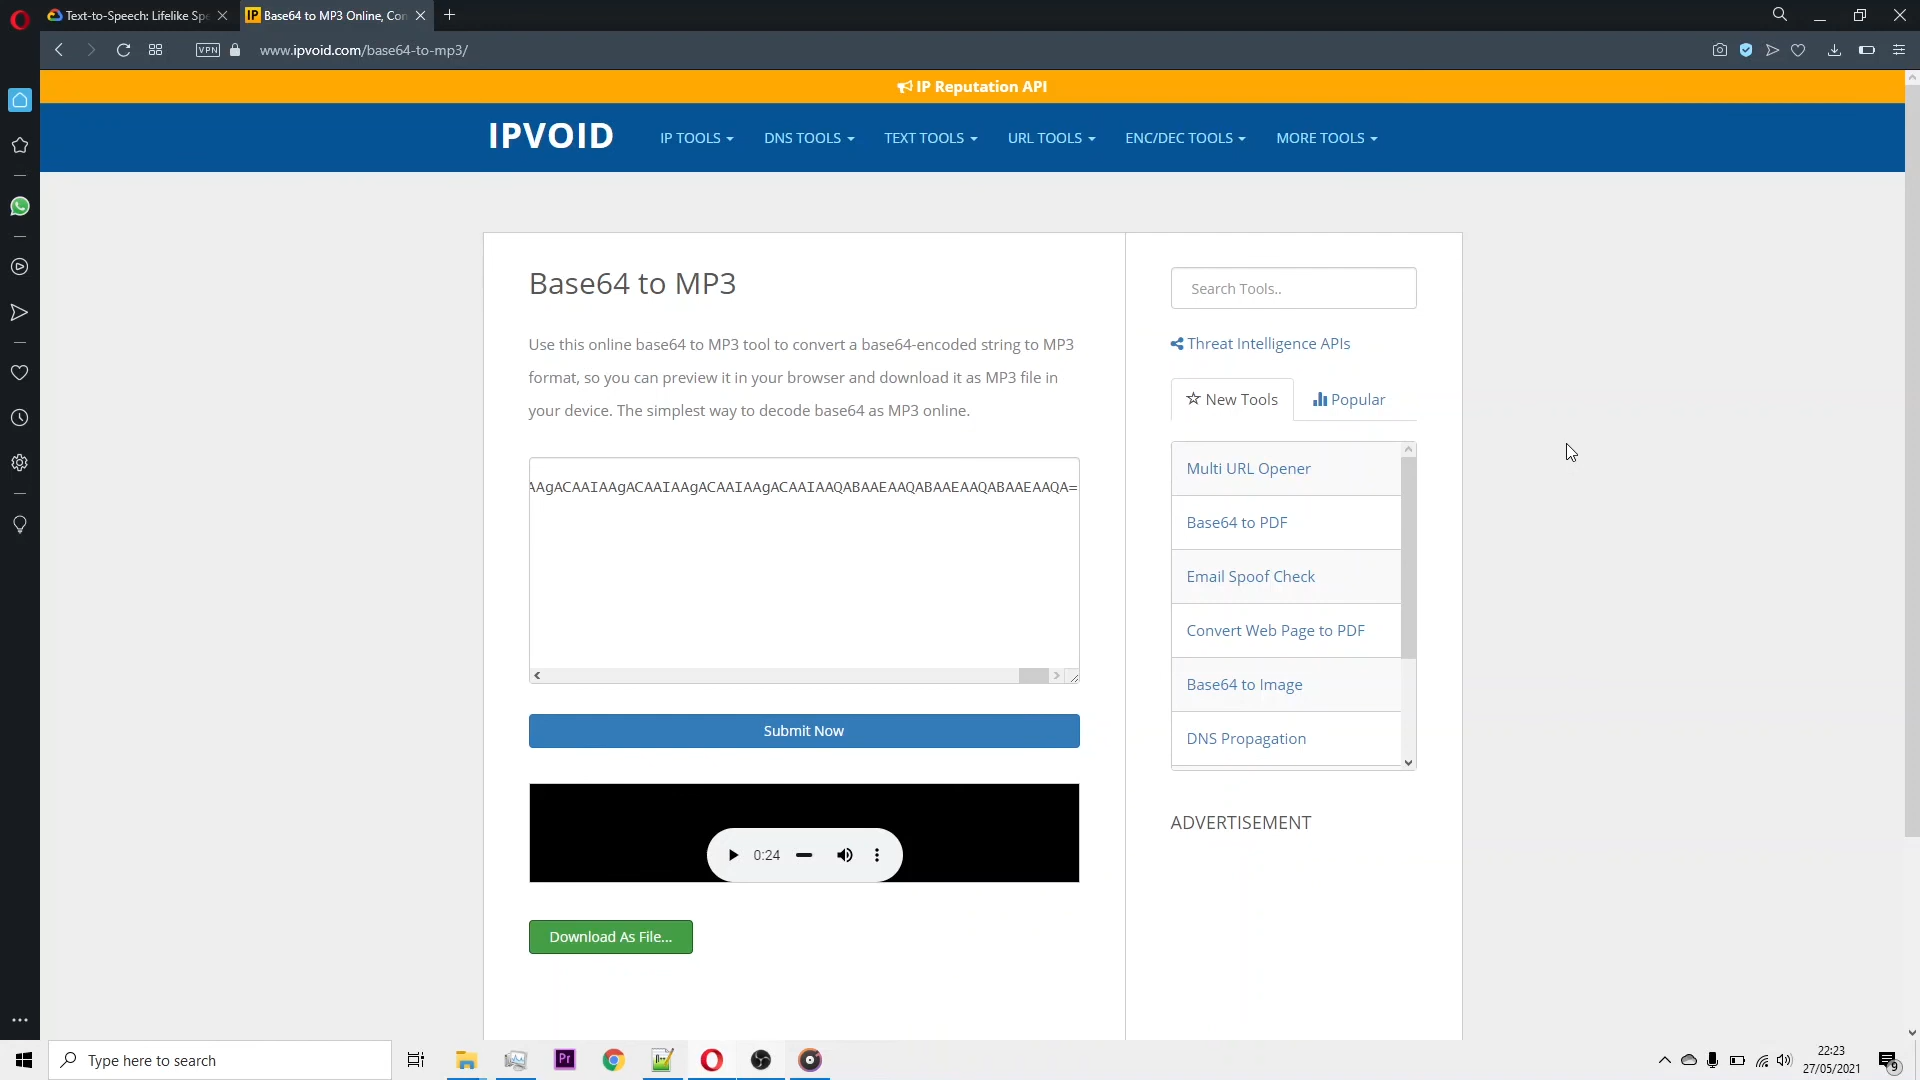 Text-to-Speech: Lifelike Spe
IP Base64 to MP3 Online, Con
VPN
www.ipvoid.com/base64-to-mp3/
IP Reputation API
IPVOID
IP TOOLS
DNS TOOLS
TEXT TOOLS
URL TOOLS
ENC/DEC TOOLS
MORE TOOLS
Base64 to MP3
Use this online base64 to MP3 tool to convert a base64-encoded string to MP3
format, so you can preview it in your browser and download it as MP3 file in
your device. The simplest way to decode base64 as MP3 online.
AAgACAAIAAgACAAIAAgACAAIAAgACAAIAAQABAAEAAQABAAEAAQABAAEAAQA=
Submit Now
0:24
Download As File...
Search Tools..
Threat Intelligence APIs
New Tools
Popular
Multi URL Opener
Base64 to PDF
Email Spoof Check
Convert Web Page to PDF
Base64 to Image
DNS Propagation
ADVERTISEMENT
Type here to search
Pr
22:23
27/05/2021
9